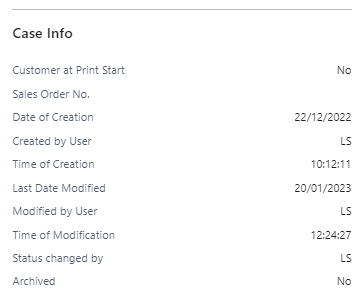 Case Info
Customer at Print Start No
Sales Order No.
Date of Creation 22/12/2022
Created by User LS
Time of Creation 10:12:11
Last Date Modified 20/01/2023
Modified by User LS
Time of Modification 12:24:27
Status changed by LS
Archived No